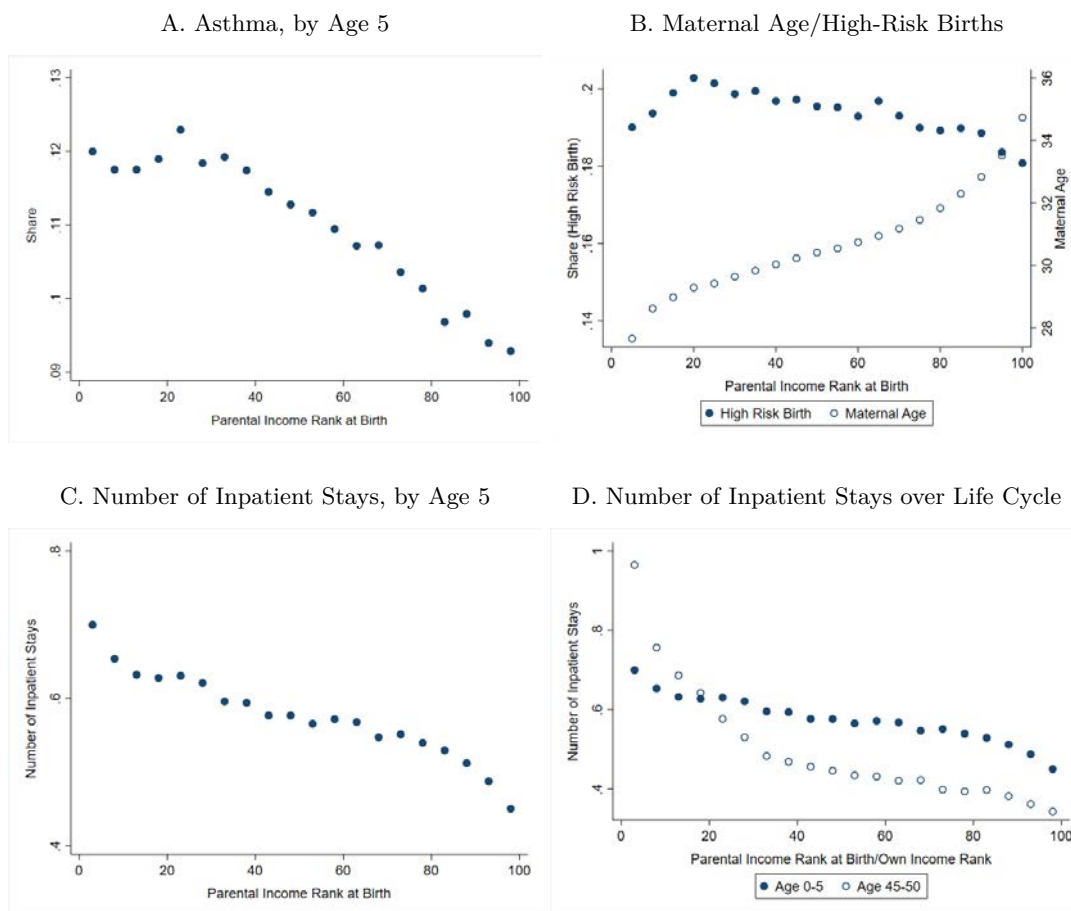 A. Asthma, by Age 5
.13
.12
.11
.1
.09
Share
0 20 40 60 80 100
Parental Income Rank at Birth
B. Maternal Age/High-Risk Births
.2
.18
.16
.14
Share (High Risk Birth)
36
34
32
30
28
Maternal Age
0 20 40 60 80 100
Parental Income Rank at Birth
High Risk Birth Maternal Age
C. Number of Inpatient Stays, by Age 5
.8
.6
.4
Number of Inpatient Stays
0 20 40 60 80 100
Parental Income Rank at Birth
D. Number of Inpatient Stays over Life Cycle
1
.8
.6
.4
Number of Inpatient Stays
0 20 40 60 80 100
Parental Income Rank at Birth/Own Income Rank
Age 0-5 Age 45-50